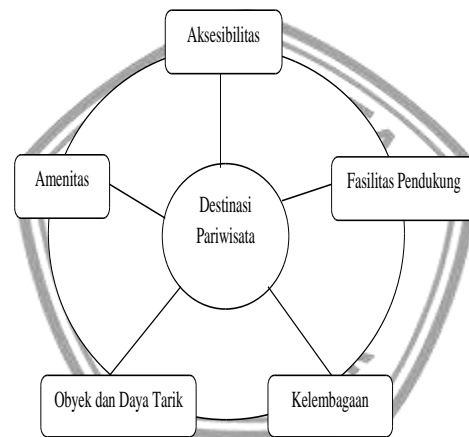 Aksesibilitas
Amenitas
Fasilitas Pendukung
Destinasi
Pariwisata
Obyek dan Daya Tarik
Kelembagaan